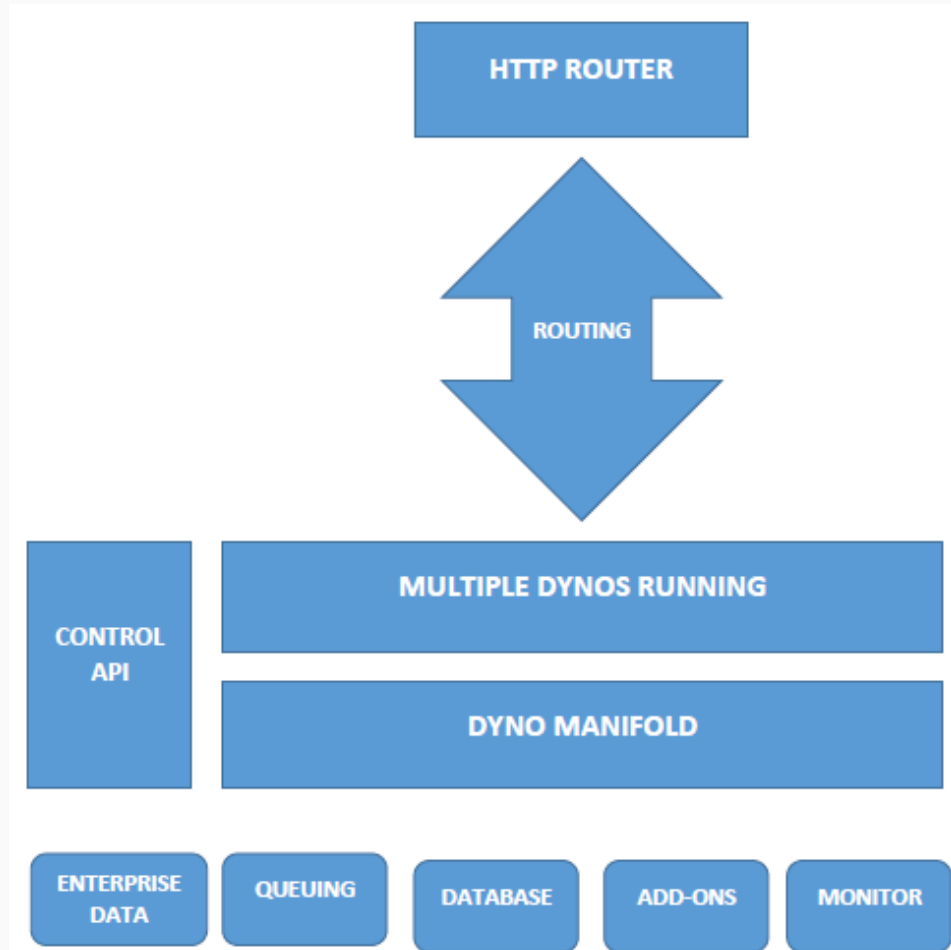 HTTP ROUTER
ROUTING
MULTIPLE DYNOS RUNNING
CONTROL
API
DYNO MANIFOLD
ENTERPRISE
DATA
QUEUING
DATABASE
ADD-ONS
MONITOR